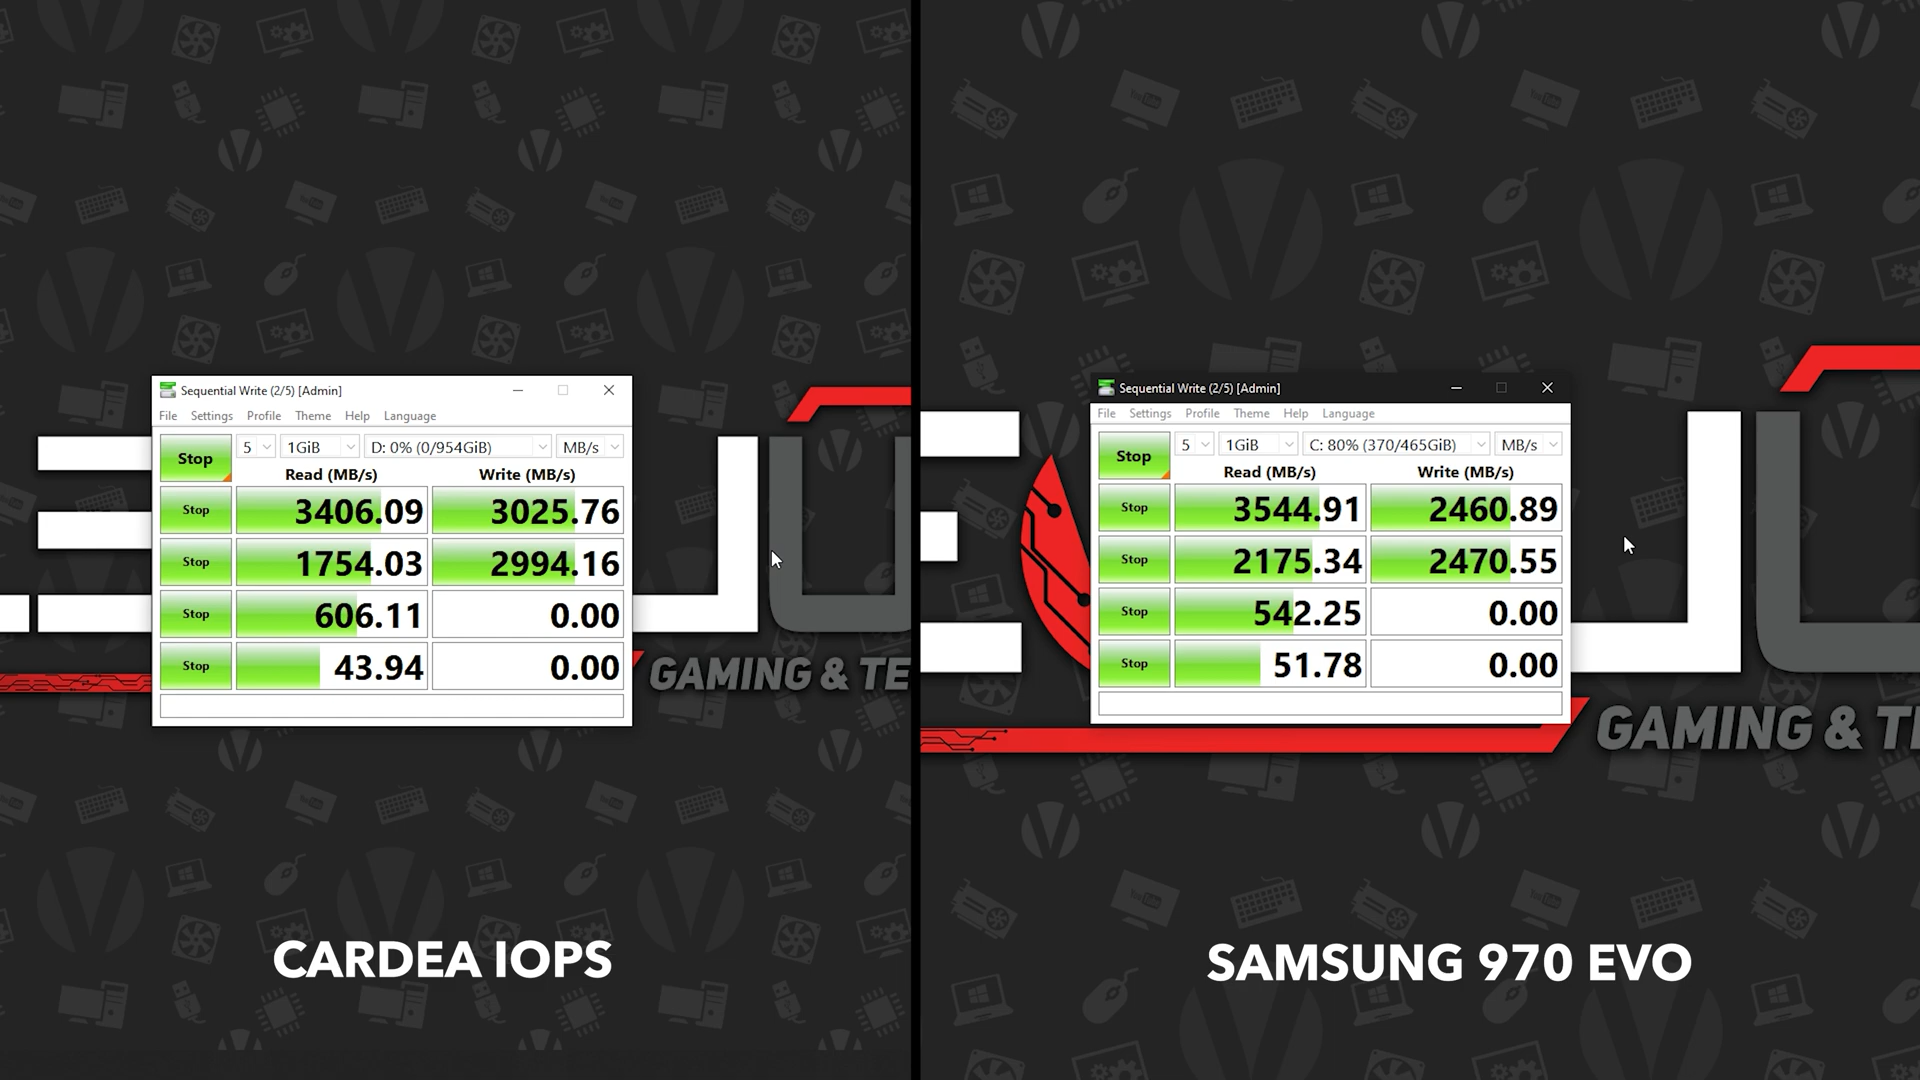 Sequential Write (2/5) [Admin]
File Settings Profile Theme Help Language
Stop 5 1GiB D: 0% (0/954GiB) MB/s
Read (MB/s) Write (MB/s)
Stop 3406.09 3025.76
Stop 1754.03 2994.16
Stop 606.11 0.00
Stop 43.94 0.00
GAMING & TE
CARDEA IOPS
Sequential Write (2/5) [Admin]
File Settings Profile Theme Help Language
Stop 5 1GiB C: 80% (370/465GiB) MB/s
Read (MB/s) Write (MB/s)
Stop 3544.91 2460.89
Stop 2175.34 2470.55
Stop 542.25 0.00
Stop 51.78 0.00
GAMING & TE
SAMSUNG 970 EVO